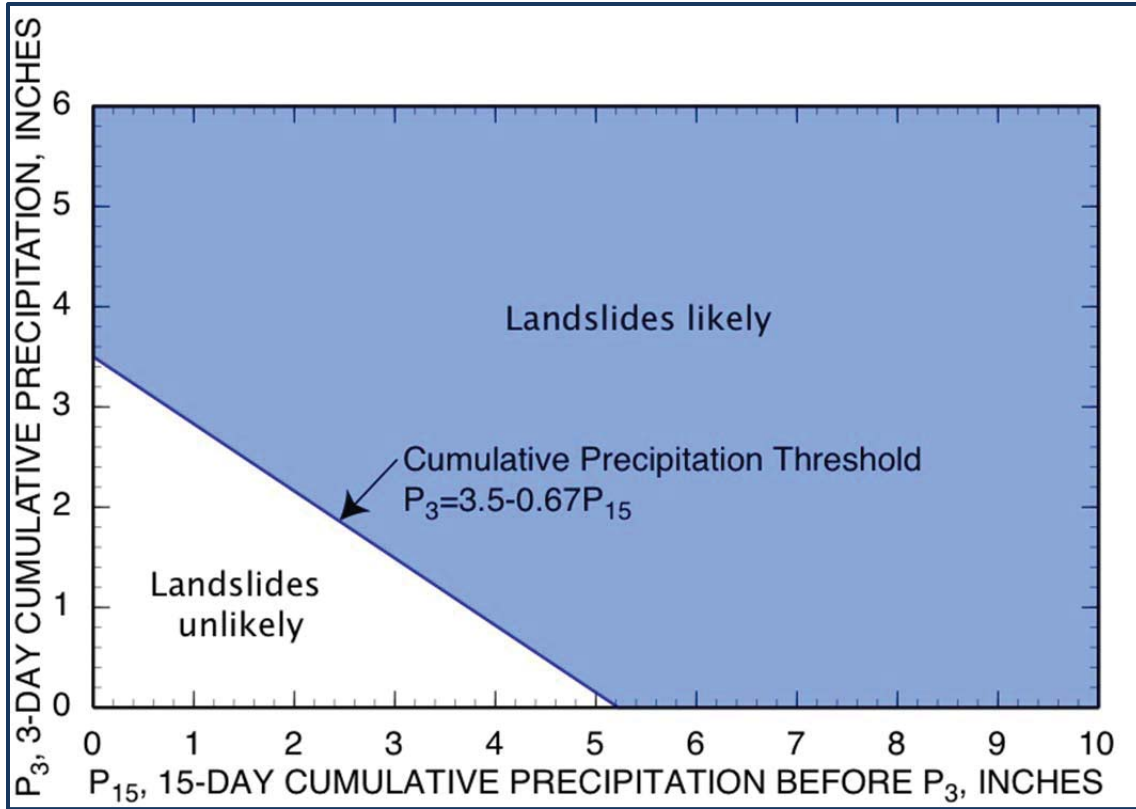 P3, 3-DAY CUMULATIVE PRECIPITATION, INCHES
6
5
4
3
2
1
0
Landslides likely
Cumulative Precipitation Threshold
P3=3.5-0.67P15
Landslides
unlikely
0 1 2 3 4 5 6 7 8 9 10
P15, 15-DAY CUMULATIVE PRECIPITATION BEFORE P3, INCHES